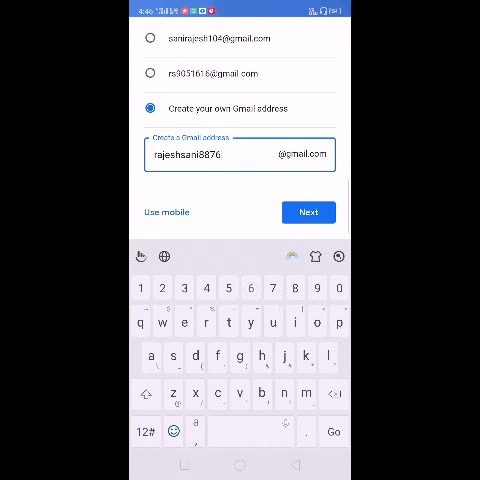 4:46
sanirajesh104@gmail.com
rs9051616@gmail.com
Create your own Gmail address
Create a Gmail address
rajeshsani8876 @gmail.com
Use mobile Next
1 2 3 4 5 6 7 8 9 0
q w e r t y u i o p
a s d f g h j k l
z x c v b n m
12# a , . Go